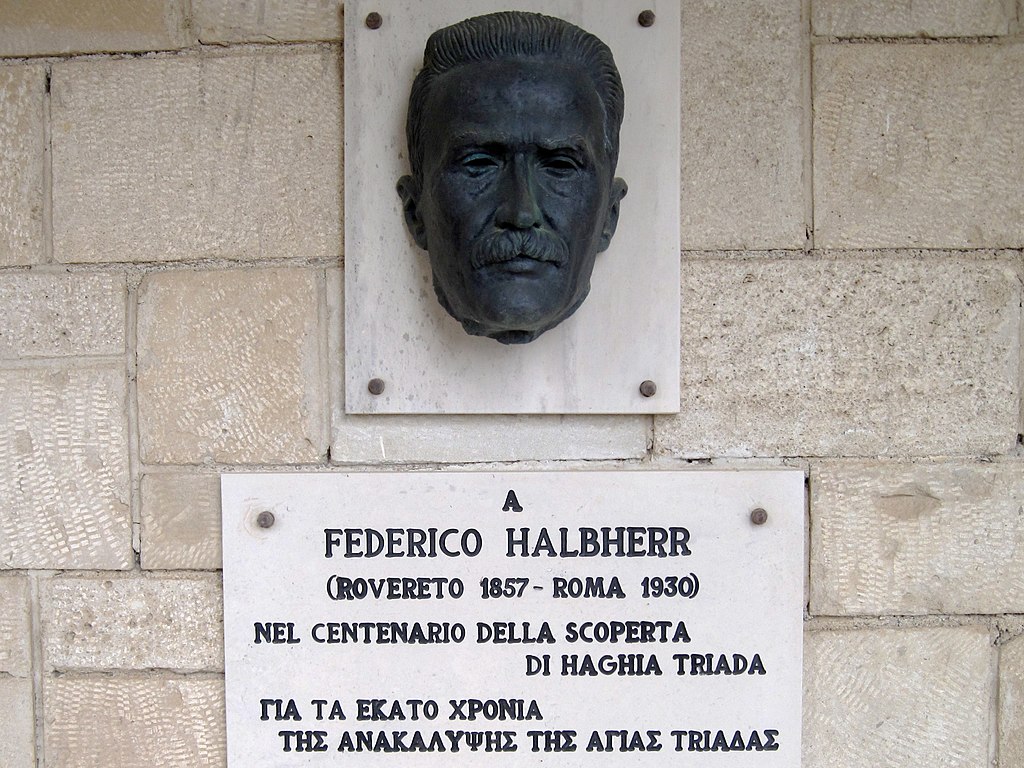 A
FEDERICO HALBHERR
(ROVERETO 1857 - ROMA 1930)
NEL CENTENARIO DELLA SCOPERTA
DI HAGHIA TRIADA
ΓΙΑ ΤΑ ΕΚΑΤΟ ΧΡΟΝΙΑ
ΤΗΣ ΑΝΑΚΑΛΥΨΗΣ ΤΗΣ ΑΓΙΑΣ ΤRΙΑΔΑΣ